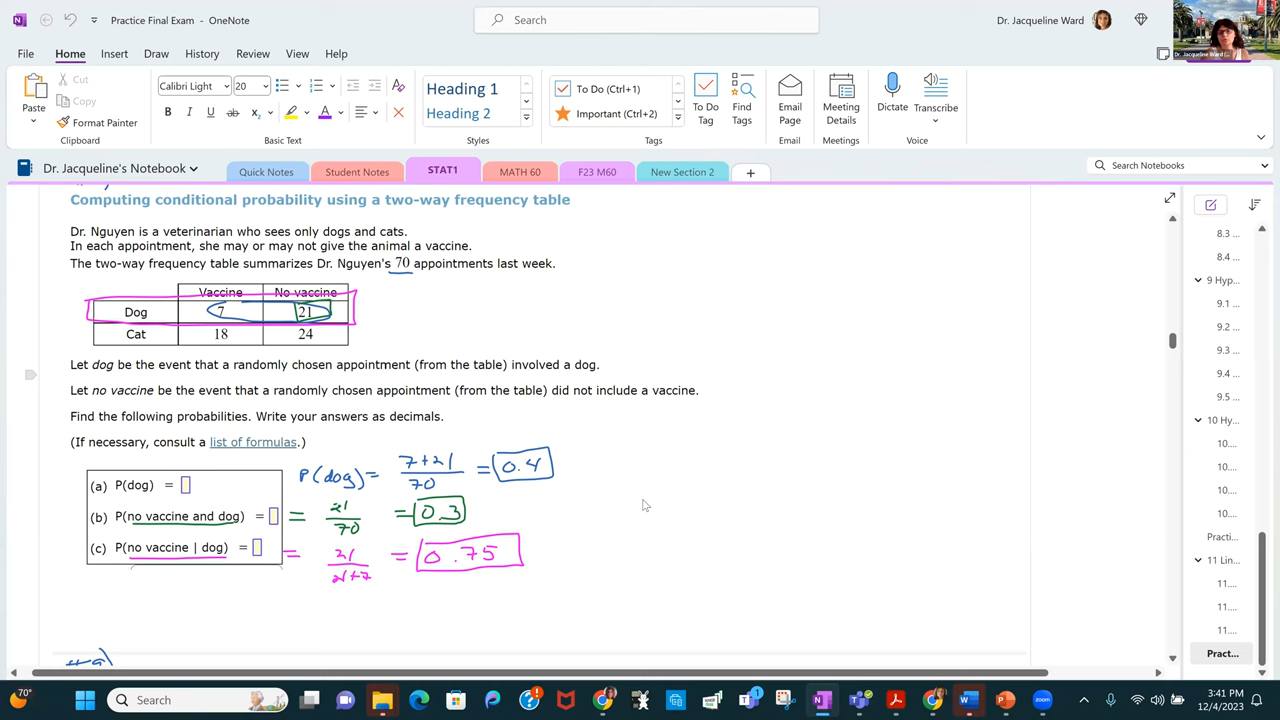 Practice Final Exam - OneNote
Search
Dr. Jacqueline Ward
Dr. Jacqueline Ward
File Home Insert Draw History Review View Help
Paste
Cut
Copy
Format Painter
Clipboard
Calibri Light 20
B I U ab
Basic Text
Heading 1
Heading 2
Styles
To Do (Ctrl+1)
Important (Ctrl+2)
To Do Tag
Find Tags
Tags
Email Page
Email
Meeting Details
Meetings
Dictate
Transcribe
Voice
Dr. Jacqueline's Notebook
Quick Notes Student Notes STAT1 MATH 60 F23 M60 New Section 2 +
Search Notebooks
Computing conditional probability using a two-way frequency table
Dr. Nguyen is a veterinarian who sees only dogs and cats.
In each appointment, she may or may not give the animal a vaccine.
The two-way frequency table summarizes Dr. Nguyen's 70 appointments last week.
Vaccine No vaccine
Dog 7 21
Cat 18 24
Let dog be the event that a randomly chosen appointment (from the table) involved a dog.
Let no vaccine be the event that a randomly chosen appointment (from the table) did not include a vaccine.
Find the following probabilities. Write your answers as decimals.
(If necessary, consult a list of formulas.)
(a) P(dog) =
P(dog) = 7+21 / 70 = 0.4
(b) P(no vaccine and dog) =
= 21 / 70 = 0.3
(c) P(no vaccine | dog) =
= 21 / 21+7 = 0.75
8.3 ...
8.4 ...
9 Hyp...
9.1 ...
9.2 ...
9.3 ...
9.4 ...
9.5 ...
10 Hy...
10....
10....
10....
10....
Practi...
11 Lin...
11....
11....
11....
Pract...
70°
Search
3:41 PM
12/4/2023